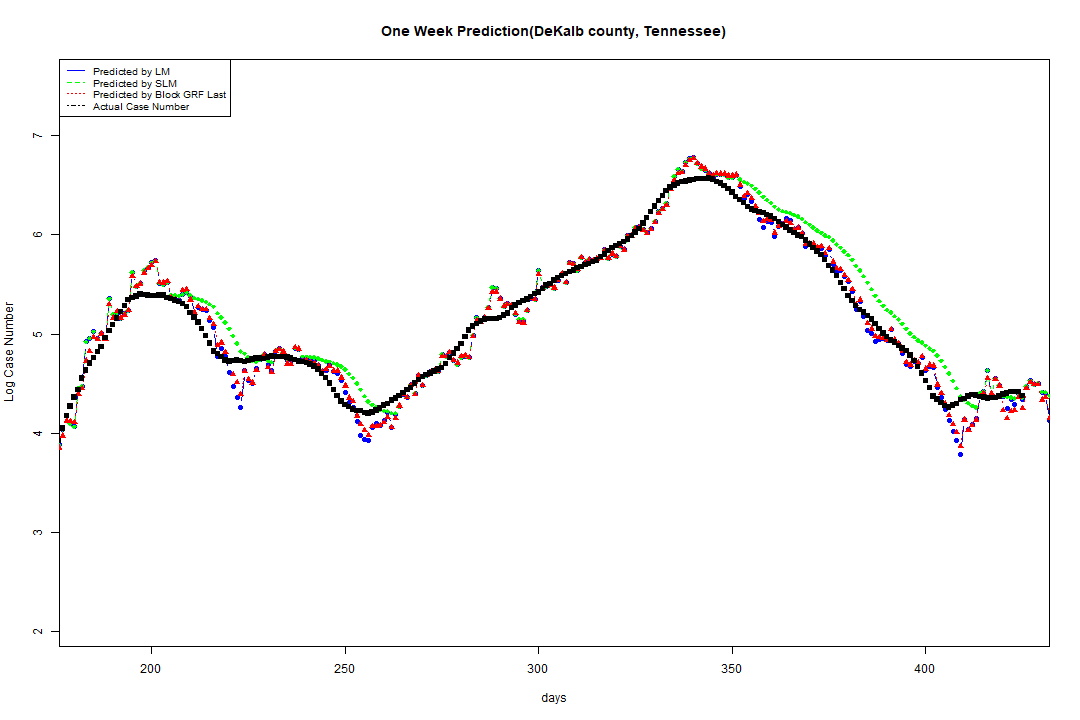 One Week Prediction(DeKalb county, Tennessee)
Predicted by LM
Predicted by SLM
Predicted by Block GRF Last
Actual Case Number
7
6
5
4
3
2
Log Case Number
200 250 300 350 400
days